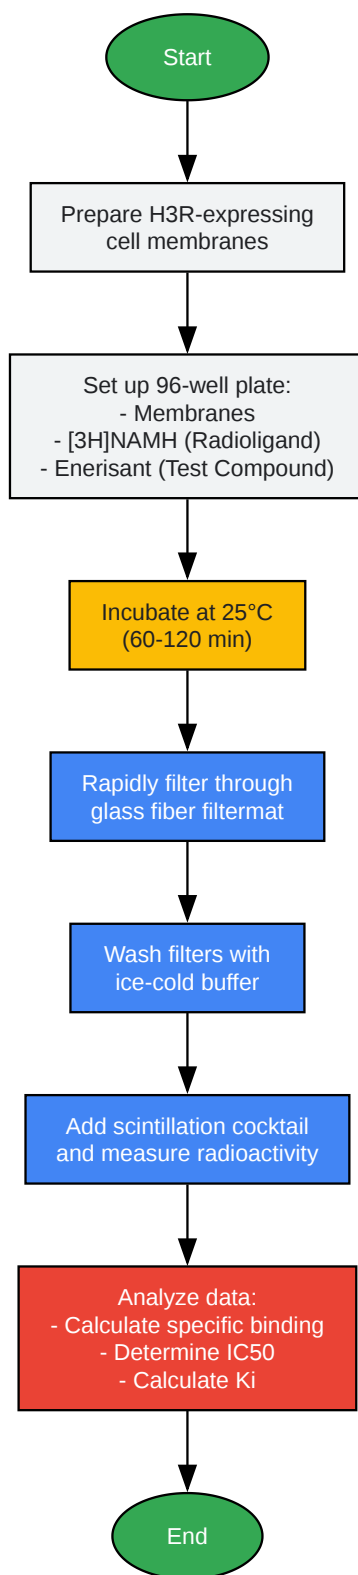 Start
Prepare H3R-expressing
cell membranes
Set up 96-well plate:
- Membranes
- [3H]NAMH (Radioligand)
- Enerisant (Test Compound)
Incubate at 25°C
(60-120 min)
Rapidly filter through
glass fiber filtermat
Wash filters with
ice-cold buffer
Add scintillation cocktail
and measure radioactivity
Analyze data:
- Calculate specific binding
- Determine IC50
- Calculate Ki
End